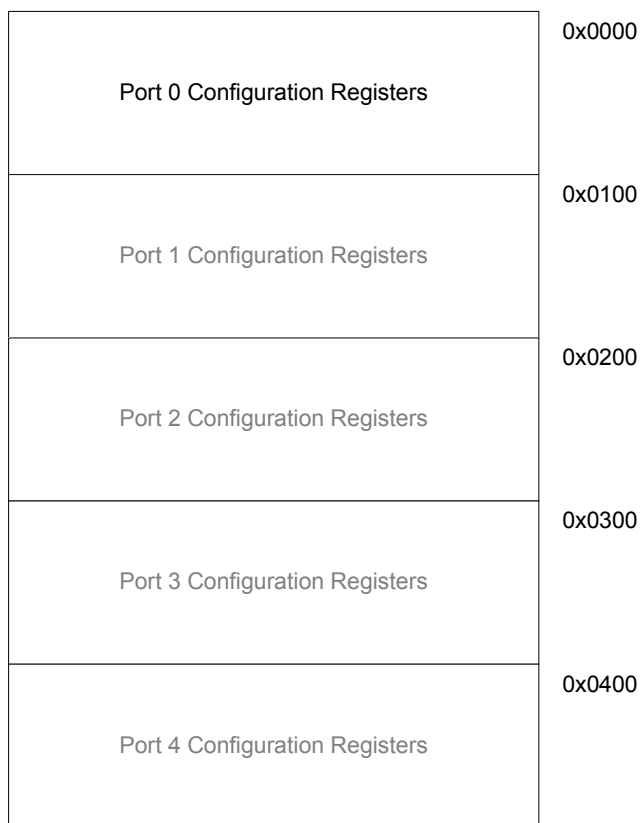 0x0000
Port 0 Configuration Registers
0x0100
Port 1 Configuration Registers
0x0200
Port 2 Configuration Registers
0x0300
Port 3 Configuration Registers
0x0400
Port 4 Configuration Registers